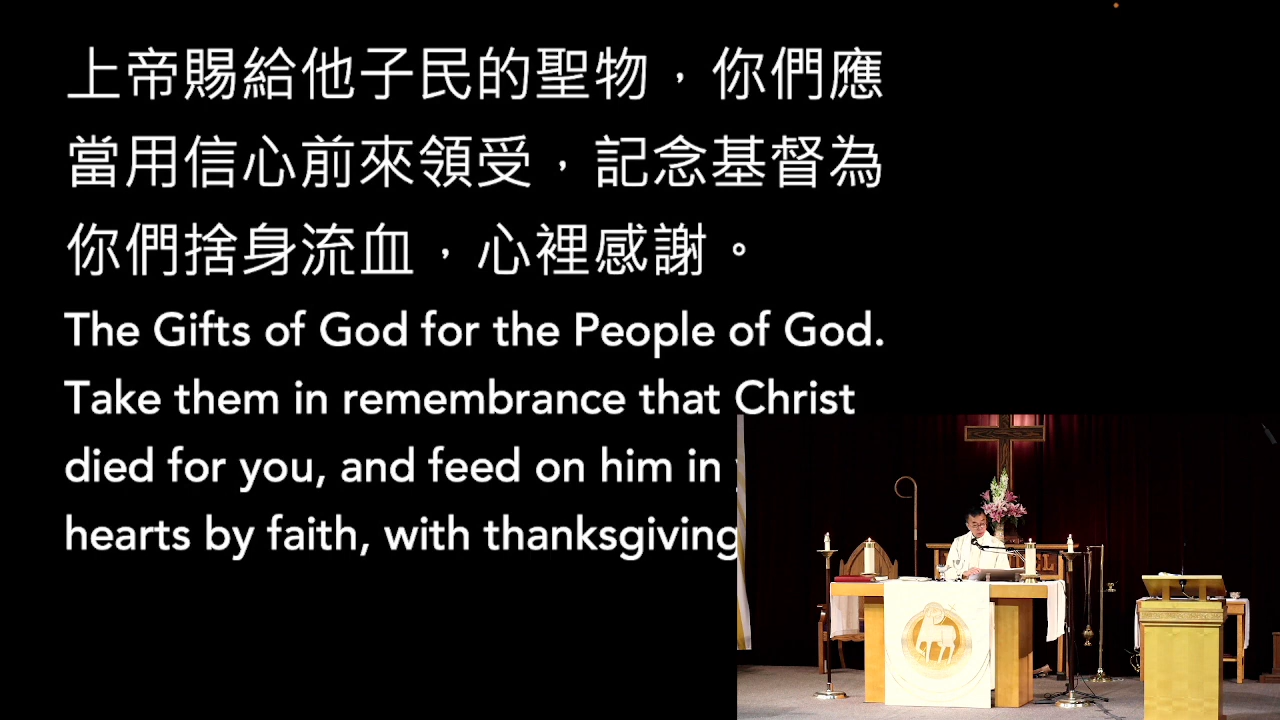 上帝賜給他子民的聖物，你們應
當用信心前來領受，記念基督為
你們捨身流血，心裡感謝。
The Gifts of God for the People of God.
Take them in remembrance that Christ
died for you, and feed on him in
hearts by faith, with thanksgiving